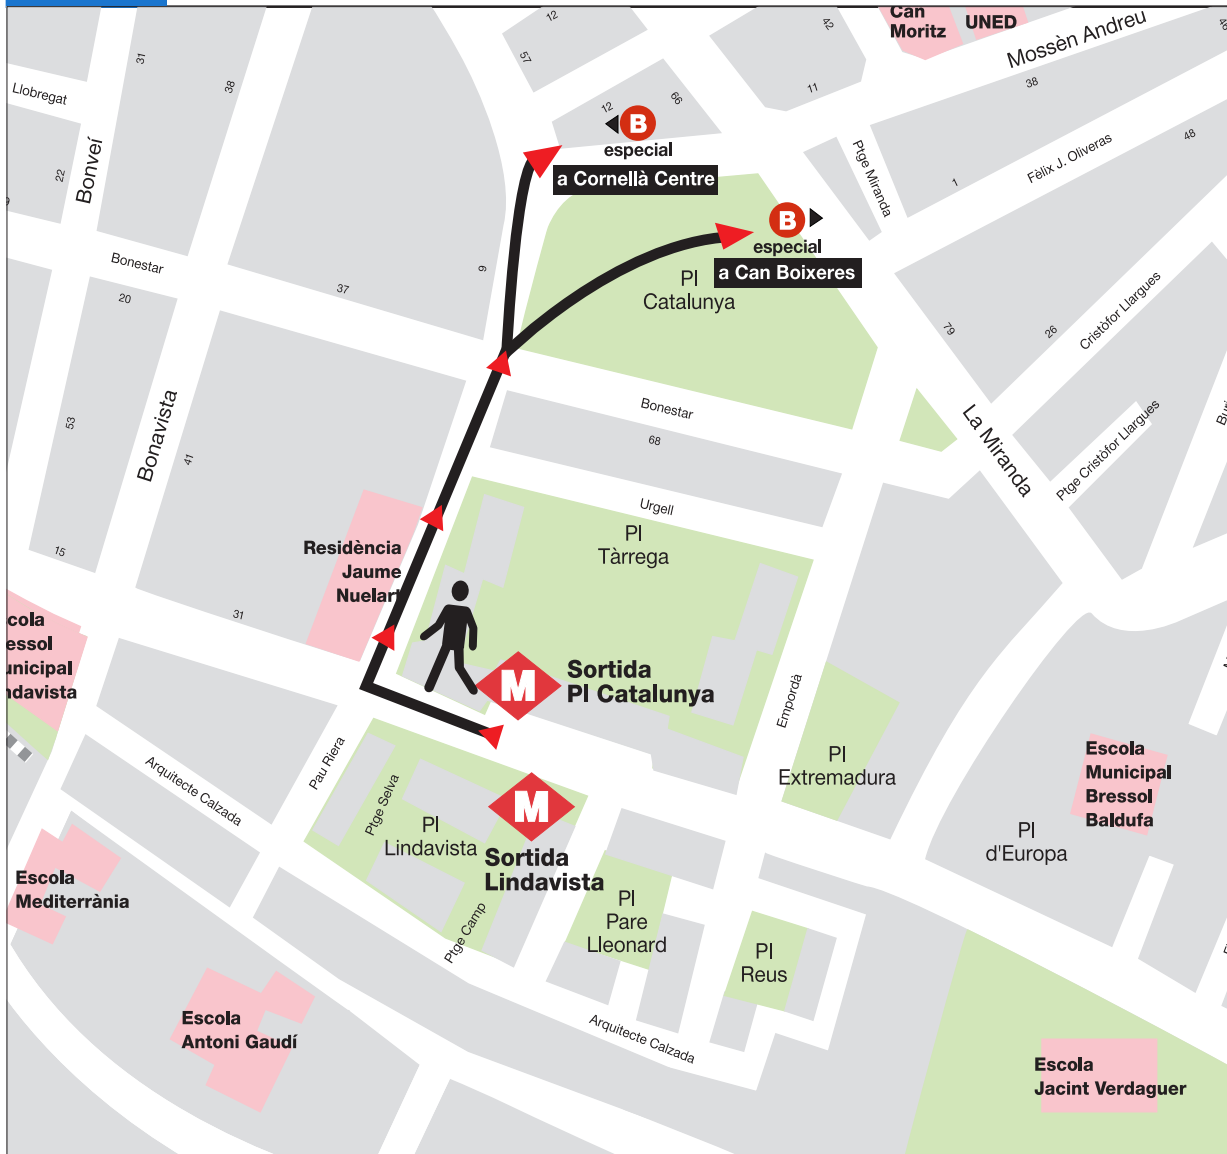 Can
Moritz
UNED
Mossèn Andreu
12
42
48
31
38
57
Llobregat
12
66
11
38
B
especial
a Cornellà Centre
Bonveí
22
Ptge Miranda
48
Fèlix J. Oliveras
1
B
especial
a Can Boixeres
Bonestar
20
37
9
Pl
Catalunya
79
26
Cristòfor Llargues
Bonavista
53
41
Bonestar
68
La Miranda
Ptge Cristòfor Llargues
Urgell
Pl
Tàrrega
15
31
Residència
Jaume
Nuelart
cola
essol
unicipal
ndavista
M
Sortida
Pl Catalunya
Empordà
Pl
Extremadura
Escola
Municipal
Bressol
Baldufa
Arquitecte Calzada
Pau Riera
Ptge Selva
Pl
Lindavista
M
Sortida
Lindavista
Pl
d'Europa
Escola
Mediterrània
Ptge Camp
Pl
Pare
Lleonard
Pl
Reus
Escola
Antoni Gaudí
Arquitecte Calzada
Escola
Jacint Verdaguer